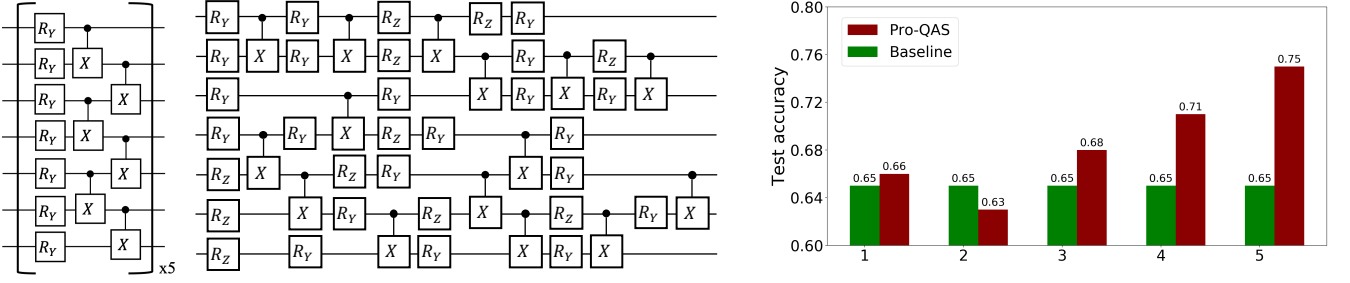 R_Y
R_Y X
R_Y X
R_Y X
R_Y X
R_Y X
R_Y X
x5
R_Y R_Y R_Z R_Z R_Y
R_Y X R_Y X R_Z X R_Y R_Z
R_Y R_Y X R_Y X R_Y X
R_Y R_Y X R_Z R_Y R_Y
R_Z X R_Z R_Y X R_Y
R_Z X R_Y R_Z X R_Z R_Y X
R_Z R_Y X R_Y X R_Y X
Test accuracy
0.80
0.76
0.72
0.68
0.64
0.60
Pro-QAS
Baseline
0.65 0.66 0.65 0.63 0.65 0.68 0.65 0.71 0.65 0.75
1 2 3 4 5